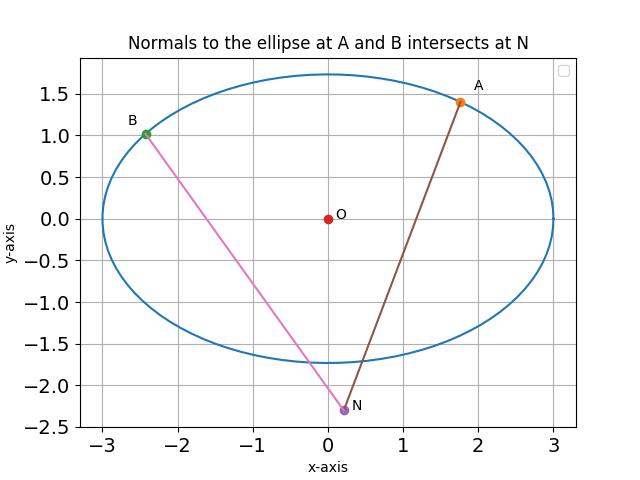 Normals to the ellipse at A and B intersects at N
1.5
1.0
0.5
0.0
−0.5
−1.0
−1.5
−2.0
−2.5
y-axis
A
B
O
N
−3
−2
−1
0
1
2
3
x-axis